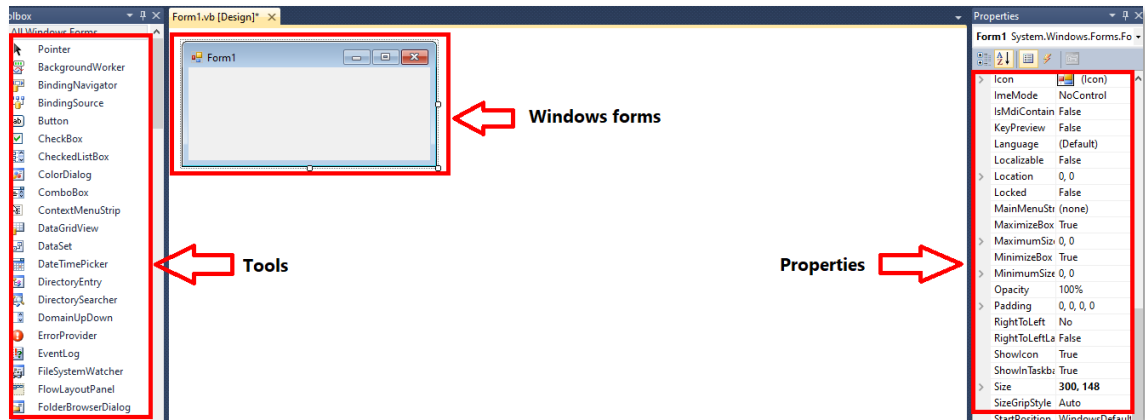 olbox
All Windows Forms
Pointer
BackgroundWorker
BindingNavigator
BindingSource
ab Button
CheckBox
CheckedListBox
ColorDialog
ComboBox
ContextMenuStrip
DataGridView
DataSet
DateTimePicker
DirectoryEntry
DirectorySearcher
DomainUpDown
ErrorProvider
EventLog
FileSystemWatcher
FlowLayoutPanel
FolderBrowserDialog
Tools
Form1.vb [Design]*
Form1
Windows forms
Properties
Properties
Form1 System.Windows.Forms.Fo
Icon (Icon)
ImeMode NoControl
IsMdiContain False
KeyPreview False
Language (Default)
Localizable False
Location 0, 0
Locked False
MainMenuStr (none)
MaximizeBox True
MaximumSiz 0, 0
MinimizeBox True
MinimumSize 0, 0
Opacity 100%
Padding 0, 0, 0, 0
RightToLeft No
RightToLeftLa False
ShowIcon True
ShowInTaskba True
Size 300, 148
SizeGripStyle Auto
StartPosition WindowsDefault